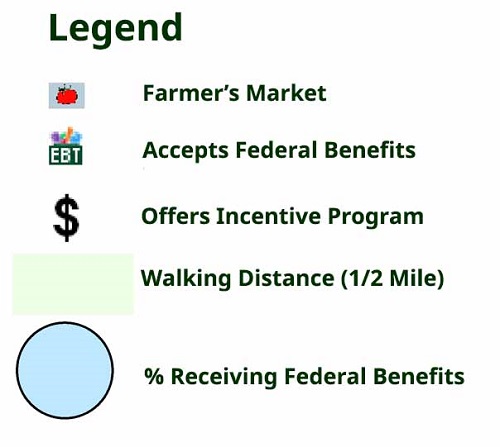 Legend
Farmer’s Market
EBT
Accepts Federal Benefits
$
Offers Incentive Program
Walking Distance (1/2 Mile)
% Receiving Federal Benefits